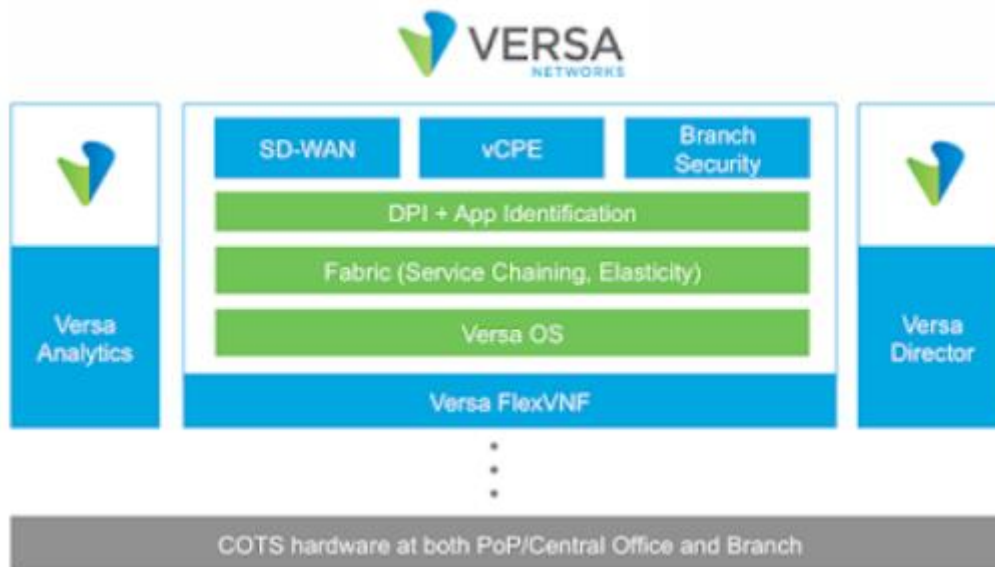 VERSA
NETWORKS
SD-WAN
vCPE
Branch
Security
DPI + App Identification
Fabric (Service Chaining, Elasticity)
Versa OS
Versa FlexVNF
Versa
Analytics
Versa
Director
COTS hardware at both PoP/Central Office and Branch